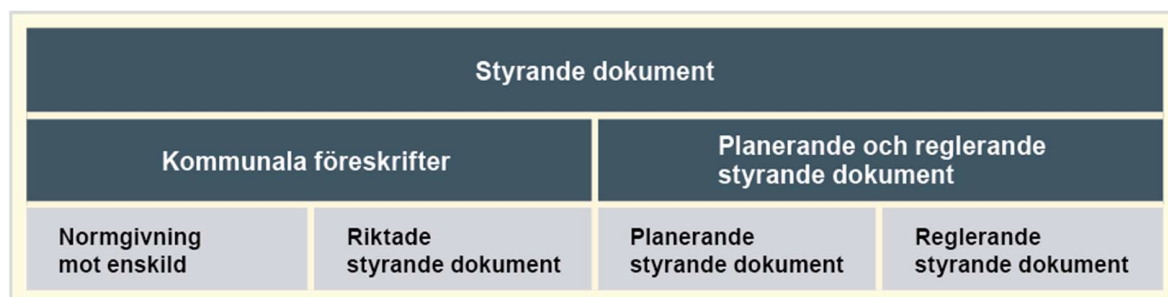 Styrande dokument
Kommunala föreskrifter
Planerande och reglerande
styrande dokument
Normgivning
mot enskild
Riktade
styrande dokument
Planerande
styrande dokument
Reglerande
styrande dokument